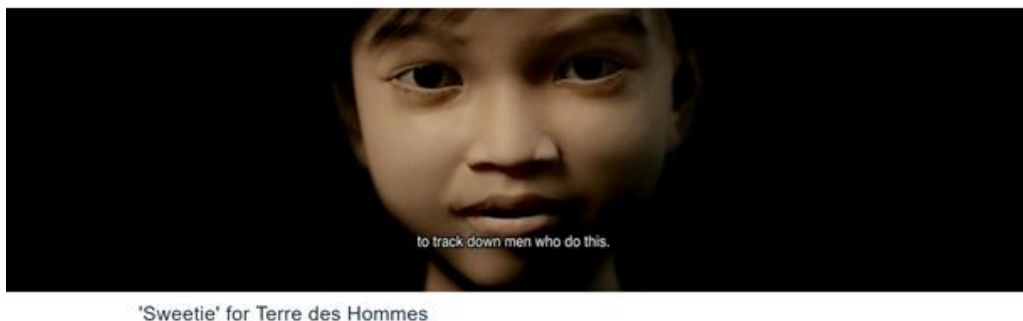 to track down men who do this.
'Sweetie' for Terre des Hommes